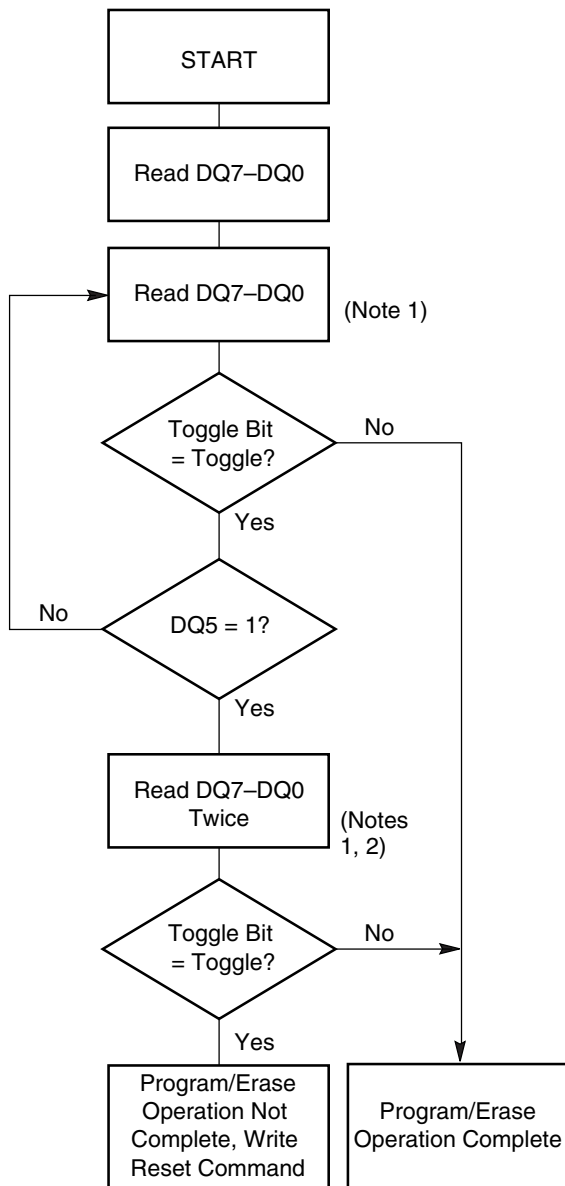 START
Read DQ7–DQ0
Read DQ7–DQ0
(Note 1)
Toggle Bit
= Toggle?
No
Yes
No
DQ5 = 1?
Yes
Read DQ7–DQ0
Twice
(Notes
1, 2)
Toggle Bit
= Toggle?
No
Yes
Program/Erase
Operation Not
Complete, Write
Reset Command
Program/Erase
Operation Complete